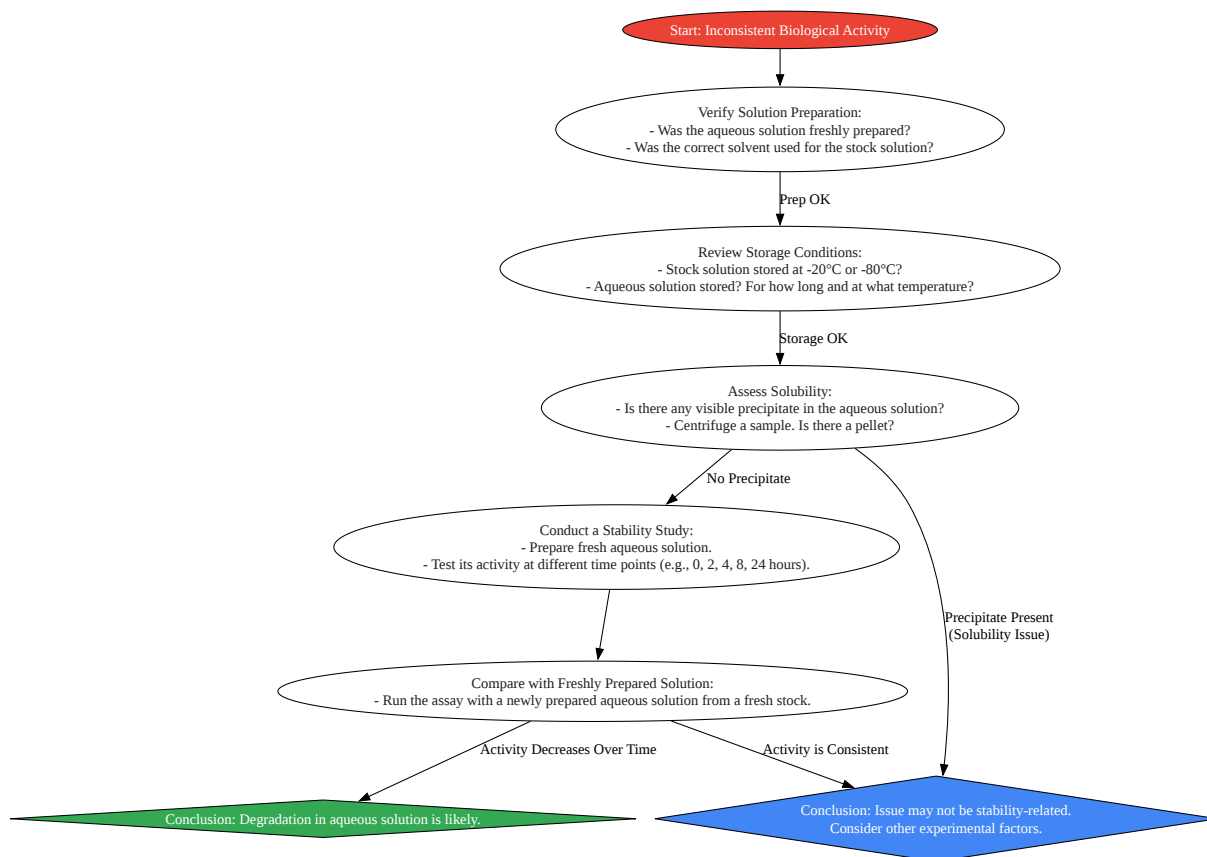 Start: Inconsistent Biological Activity
Verify Solution Preparation:
- Was the aqueous solution freshly prepared?
- Was the correct solvent used for the stock solution?
Prep OK
Review Storage Conditions:
- Stock solution stored at -20°C or -80°C?
- Aqueous solution stored? For how long and at what temperature?
Storage OK
Assess Solubility:
- Is there any visible precipitate in the aqueous solution?
- Centrifuge a sample. Is there a pellet?
No Precipitate
Conduct a Stability Study:
- Prepare fresh aqueous solution.
- Test its activity at different time points (e.g., 0, 2, 4, 8, 24 hours).
Precipitate Present
(Solubility Issue)
Compare with Freshly Prepared Solution:
- Run the assay with a newly prepared aqueous solution from a fresh stock.
Activity Decreases Over Time
Activity is Consistent
Conclusion: Degradation in aqueous solution is likely.
Conclusion: Issue may not be stability-related.
Consider other experimental factors.